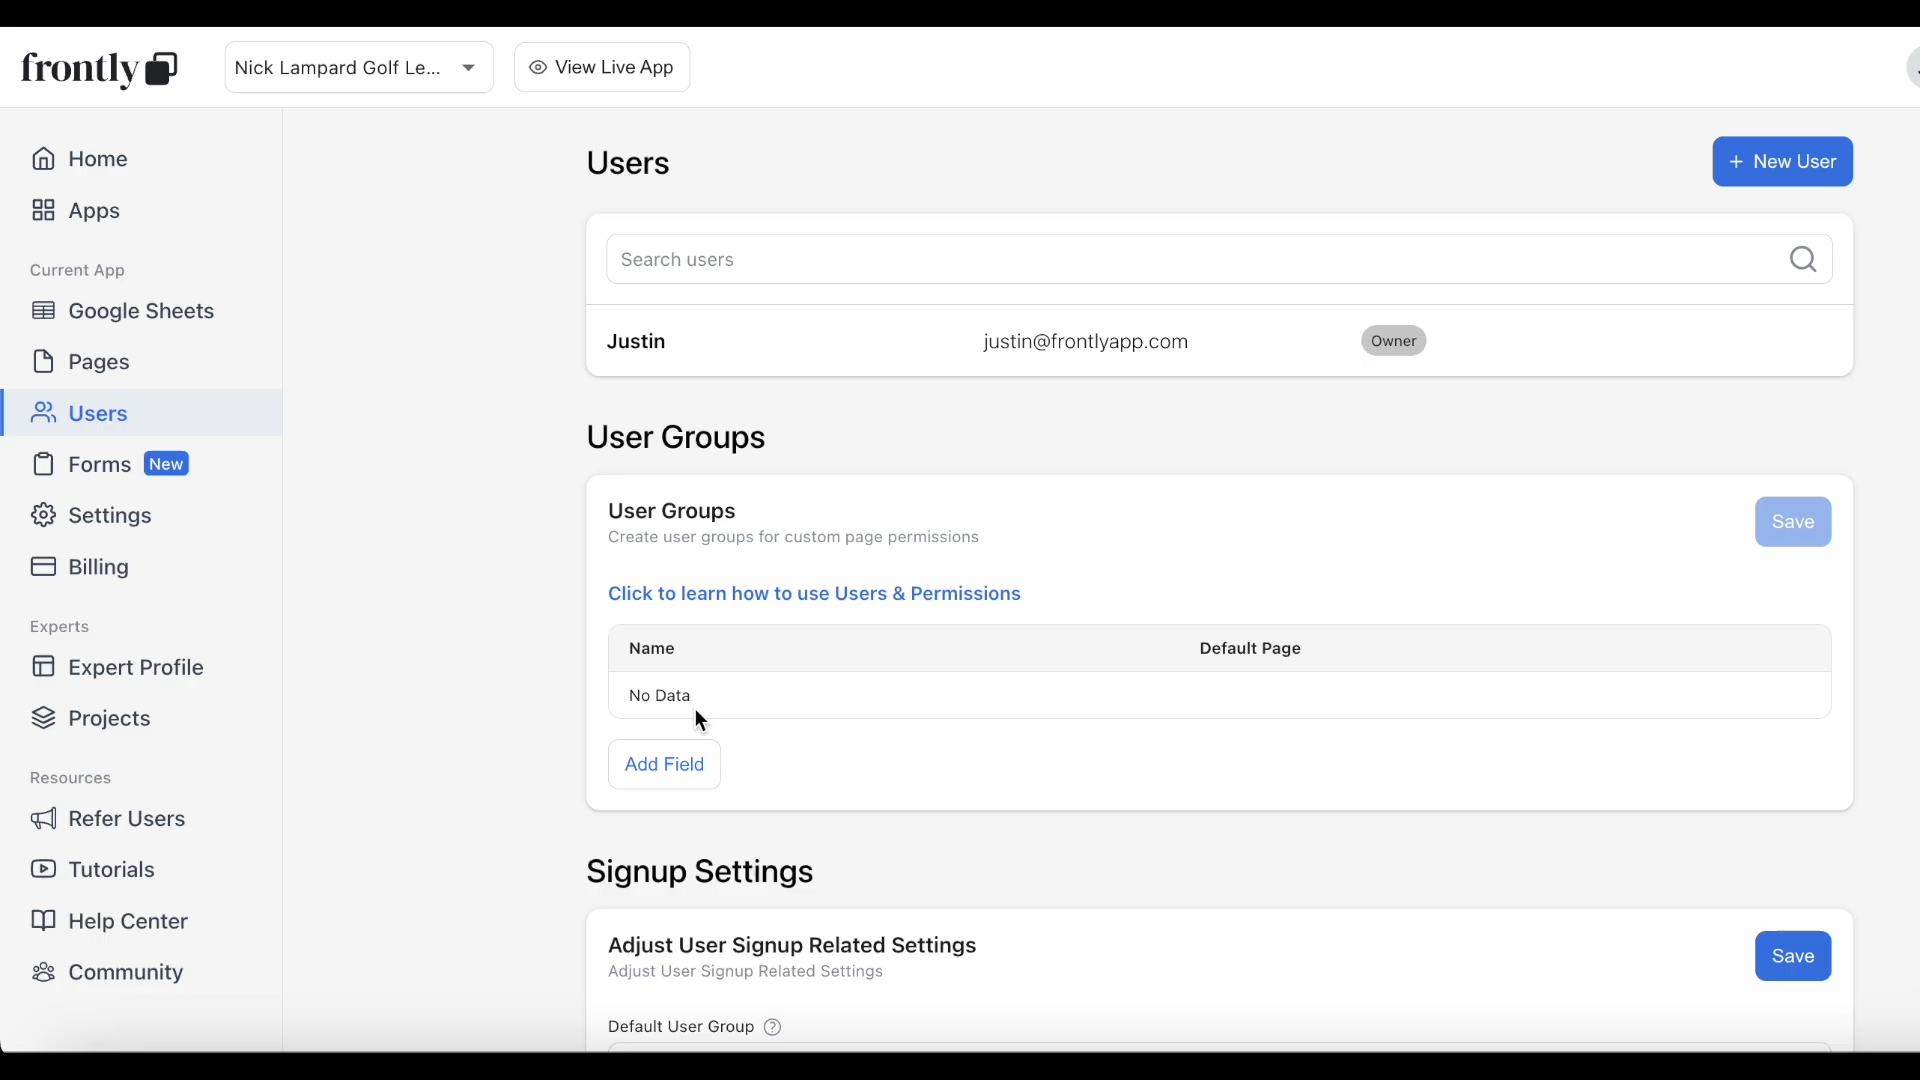 frontly
Nick Lampard Golf Le...
View Live App
Home
Apps
Current App
Google Sheets
Pages
Users
Forms New
Settings
Billing
Experts
Expert Profile
Projects
Resources
Refer Users
Tutorials
Help Center
Community
Users
+ New User
Search users
Justin justin@frontlyapp.com Owner
User Groups
User Groups
Create user groups for custom page permissions
Save
Click to learn how to use Users & Permissions
Name Default Page
No Data
Add Field
Signup Settings
Adjust User Signup Related Settings
Adjust User Signup Related Settings
Save
Default User Group ?